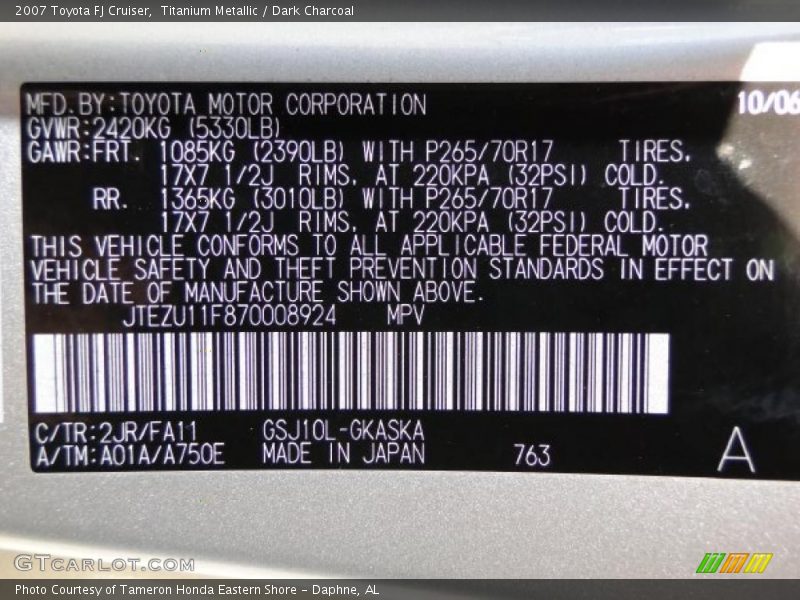 2007 Toyota FJ Cruiser,  Titanium Metallic / Dark Charcoal
MFD.BY:TOYOTA MOTOR CORPORATION 10/06
GVWR:2420KG (5330LB)
GAWR:FRT. 1085KG (2390LB) WITH P265/70R17 TIRES.
17X7 1/2J RIMS, AT 220KPA (32PSI) COLD.
RR. 1365KG (3010LB) WITH P265/70R17 TIRES.
17X7 1/2J RIMS, AT 220KPA (32PSI) COLD.
THIS VEHICLE CONFORMS TO ALL APPLICABLE FEDERAL MOTOR
VEHICLE SAFETY AND THEFT PREVENTION STANDARDS IN EFFECT ON
THE DATE OF MANUFACTURE SHOWN ABOVE.
JTEZU11F870008924 MPV
C/TR:2JR/FA11 GSJ10L-GKASKA
A/TM:A01A/A750E MADE IN JAPAN 763 A
GTCARLOT.COM
Photo Courtesy of Tameron Honda Eastern Shore - Daphne, AL